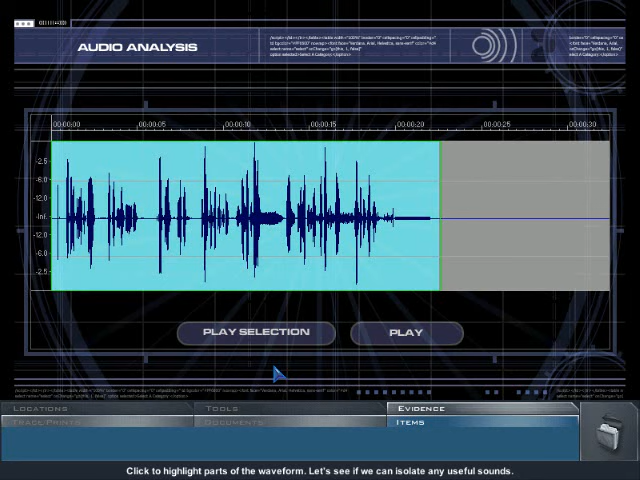 AUDIO ANALYSIS
00:00:00 00:00:05 00:00:10 00:00:15 00:00:20 00:00:25 00:00:30
-2.5
-6.0
-12.0
-Inf.
-12.0
-6.0
-2.5
PLAY SELECTION PLAY
LOCATIONS TOOLS EVIDENCE
TRACE/PRINTS DOCUMENTS ITEMS
Click to highlight parts of the waveform. Let's see if we can isolate any useful sounds.